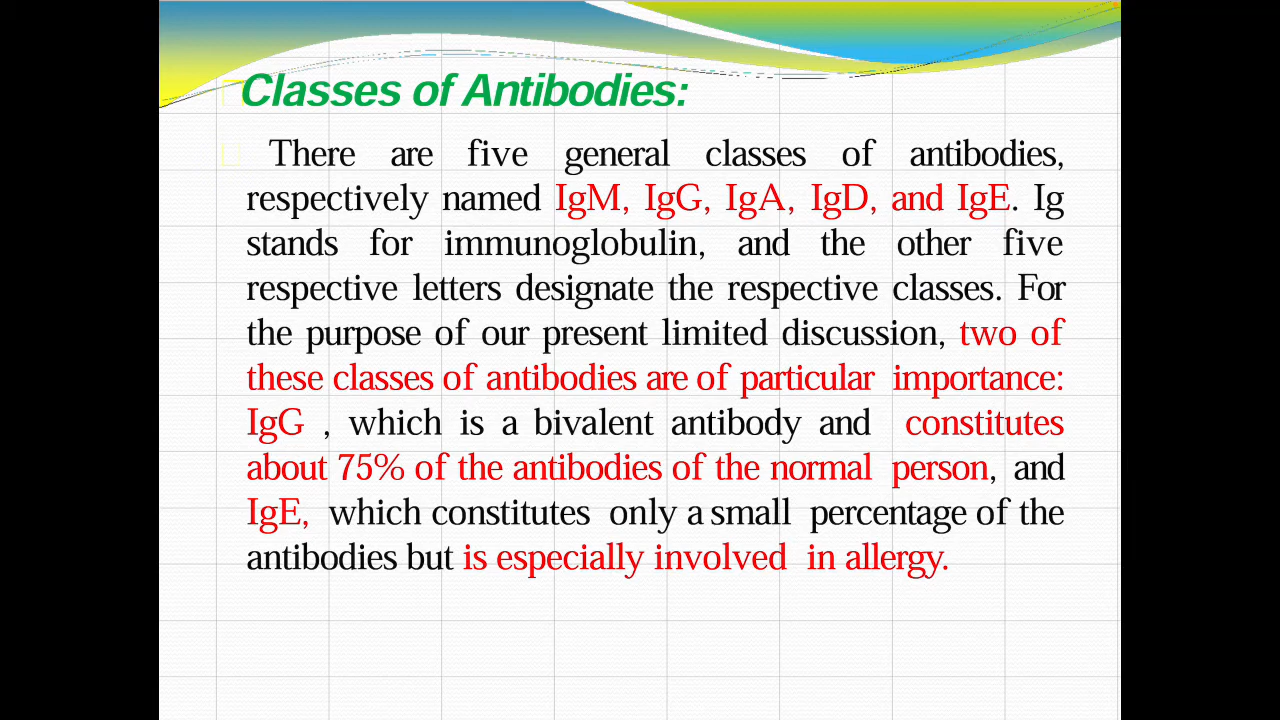 Classes of Antibodies:
There are five general classes of antibodies,
respectively named IgM, IgG, IgA, IgD, and IgE. Ig
stands for immunoglobulin, and the other five
respective letters designate the respective classes. For
the purpose of our present limited discussion, two of
these classes of antibodies are of particular importance:
IgG , which is a bivalent antibody and constitutes
about 75% of the antibodies of the normal person, and
IgE, which constitutes only a small percentage of the
antibodies but is especially involved in allergy.